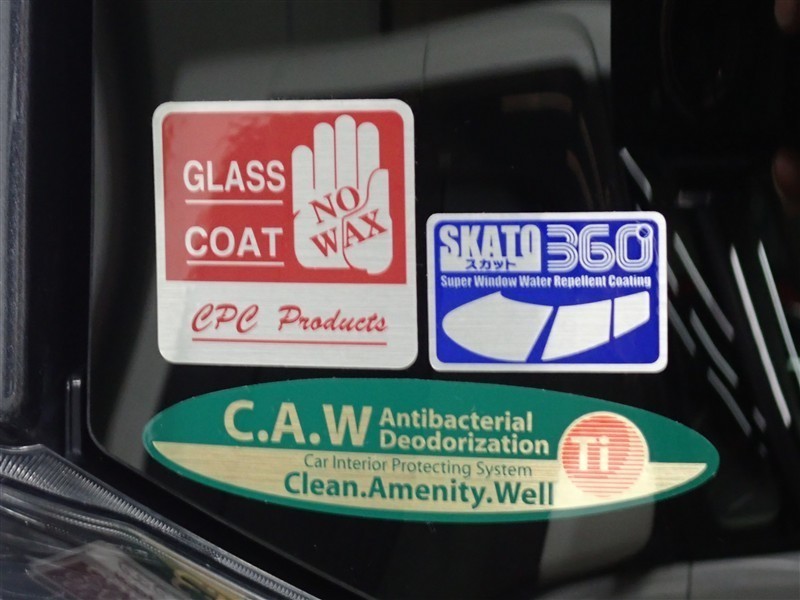 GLASS
COAT
NO
WAX
CPC Products
SKATO 360°
スカット
Super Window Water Repellent Coating
C.A.W Antibacterial
Deodorization
Ti
Car Interior Protecting System
Clean.Amenity.Well